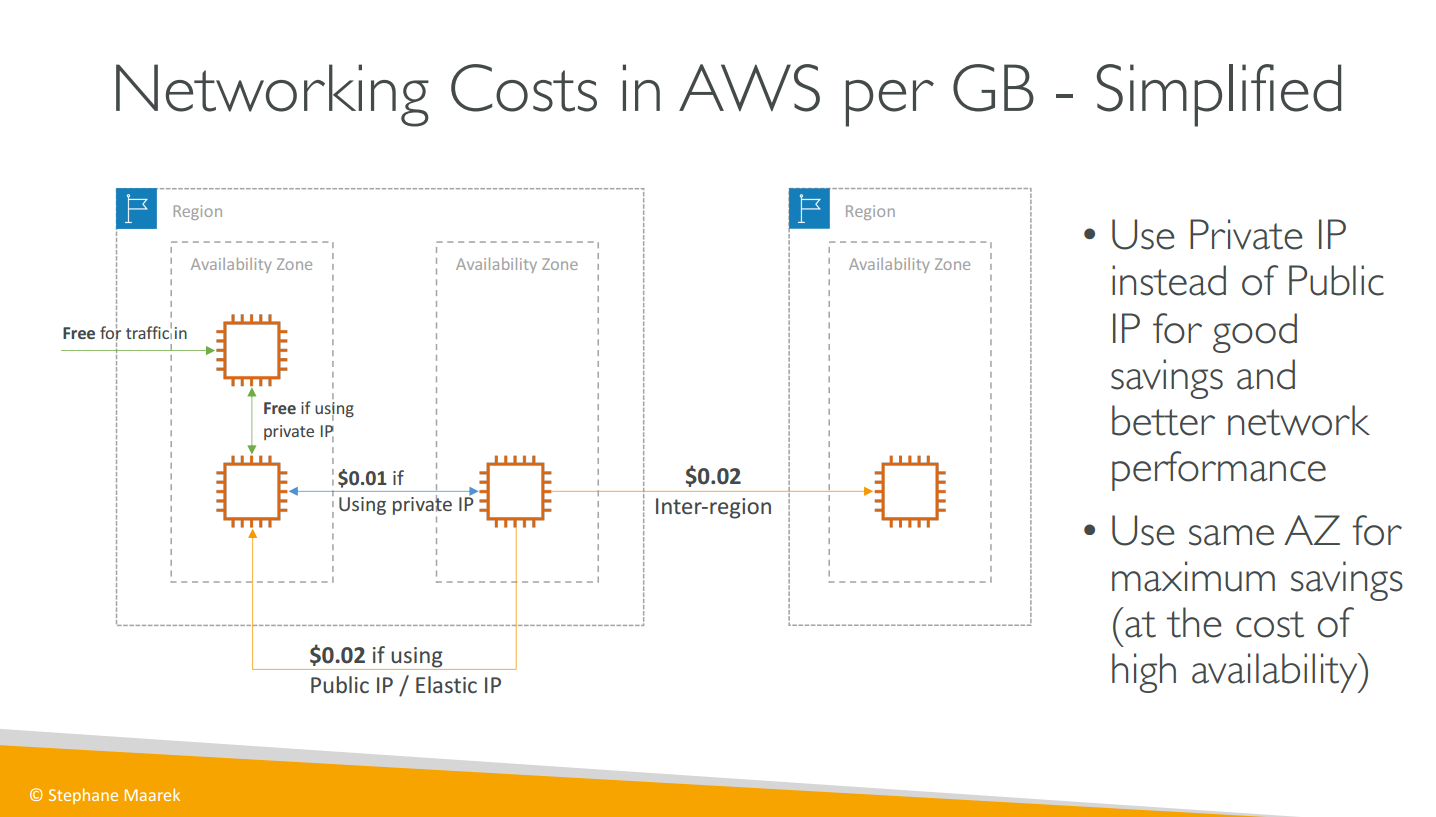 Networking Costs in AWS per GB - Simplified
Region
Availability Zone
Availability Zone
Free for traffic in
Free if using
private IP
$0.01 if
Using private IP
$0.02 if using
Public IP / Elastic IP
$0.02
Inter-region
Region
Availability Zone
• Use Private IP
instead of Public
IP for good
savings and
better network
performance
• Use same AZ for
maximum savings
(at the cost of
high availability)
© Stephane Maarek